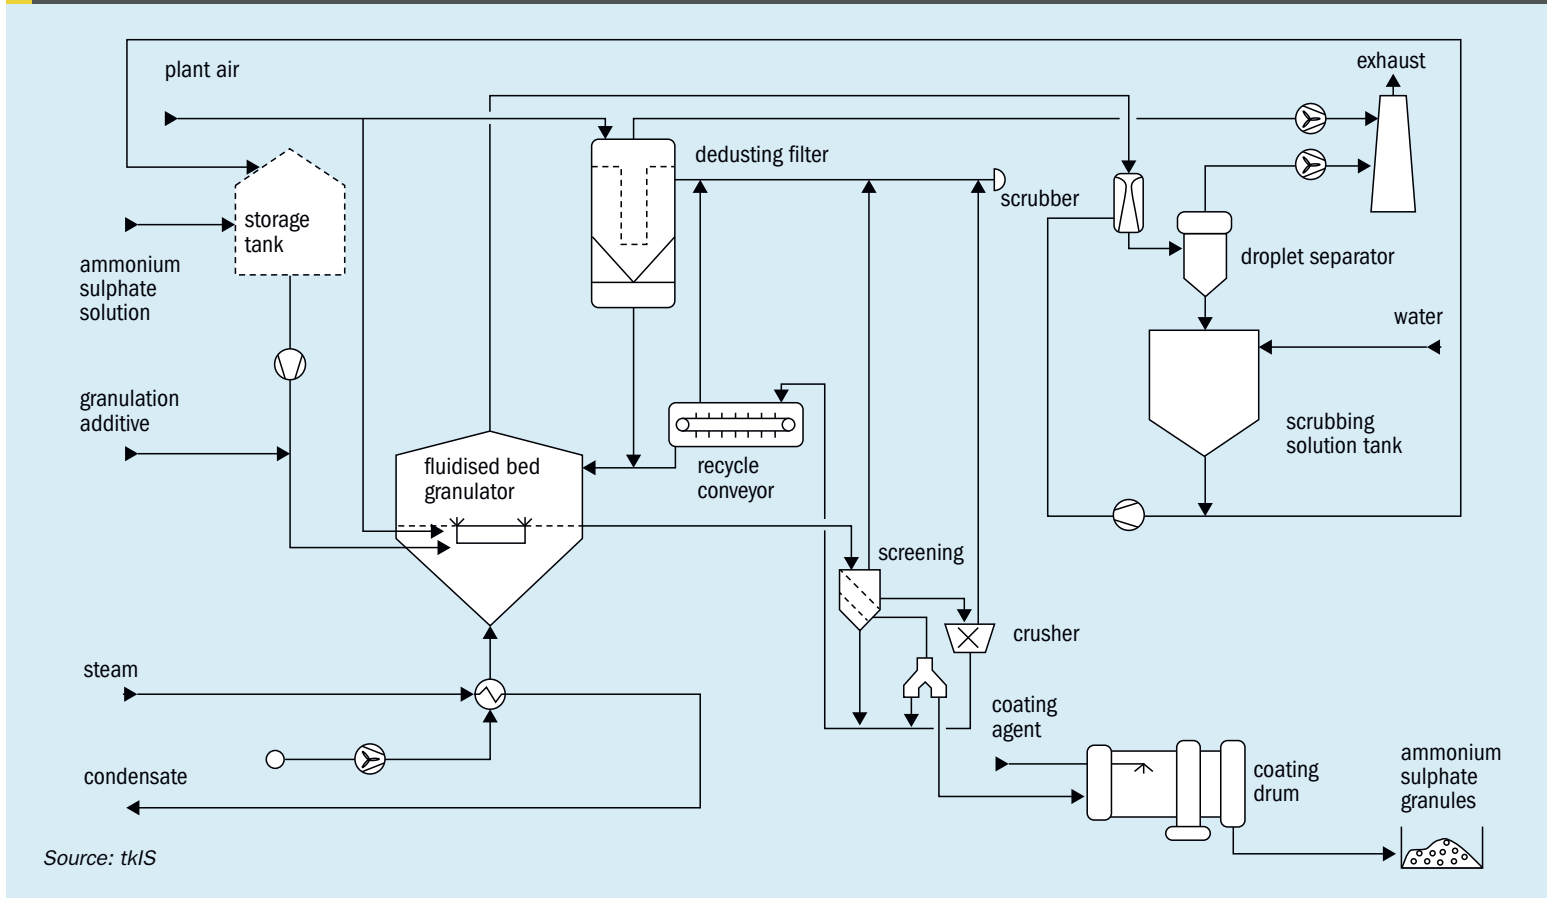 plant air
exhaust
dedusting filter
scrubber
storage
tank
droplet separator
ammonium
sulphate
solution
water
granulation
additive
scrubbing
solution tank
fluidised bed
granulator
recycle
conveyor
screening
crusher
steam
coating
agent
condensate
coating
drum
ammonium
sulphate
granules
Source: tkIS